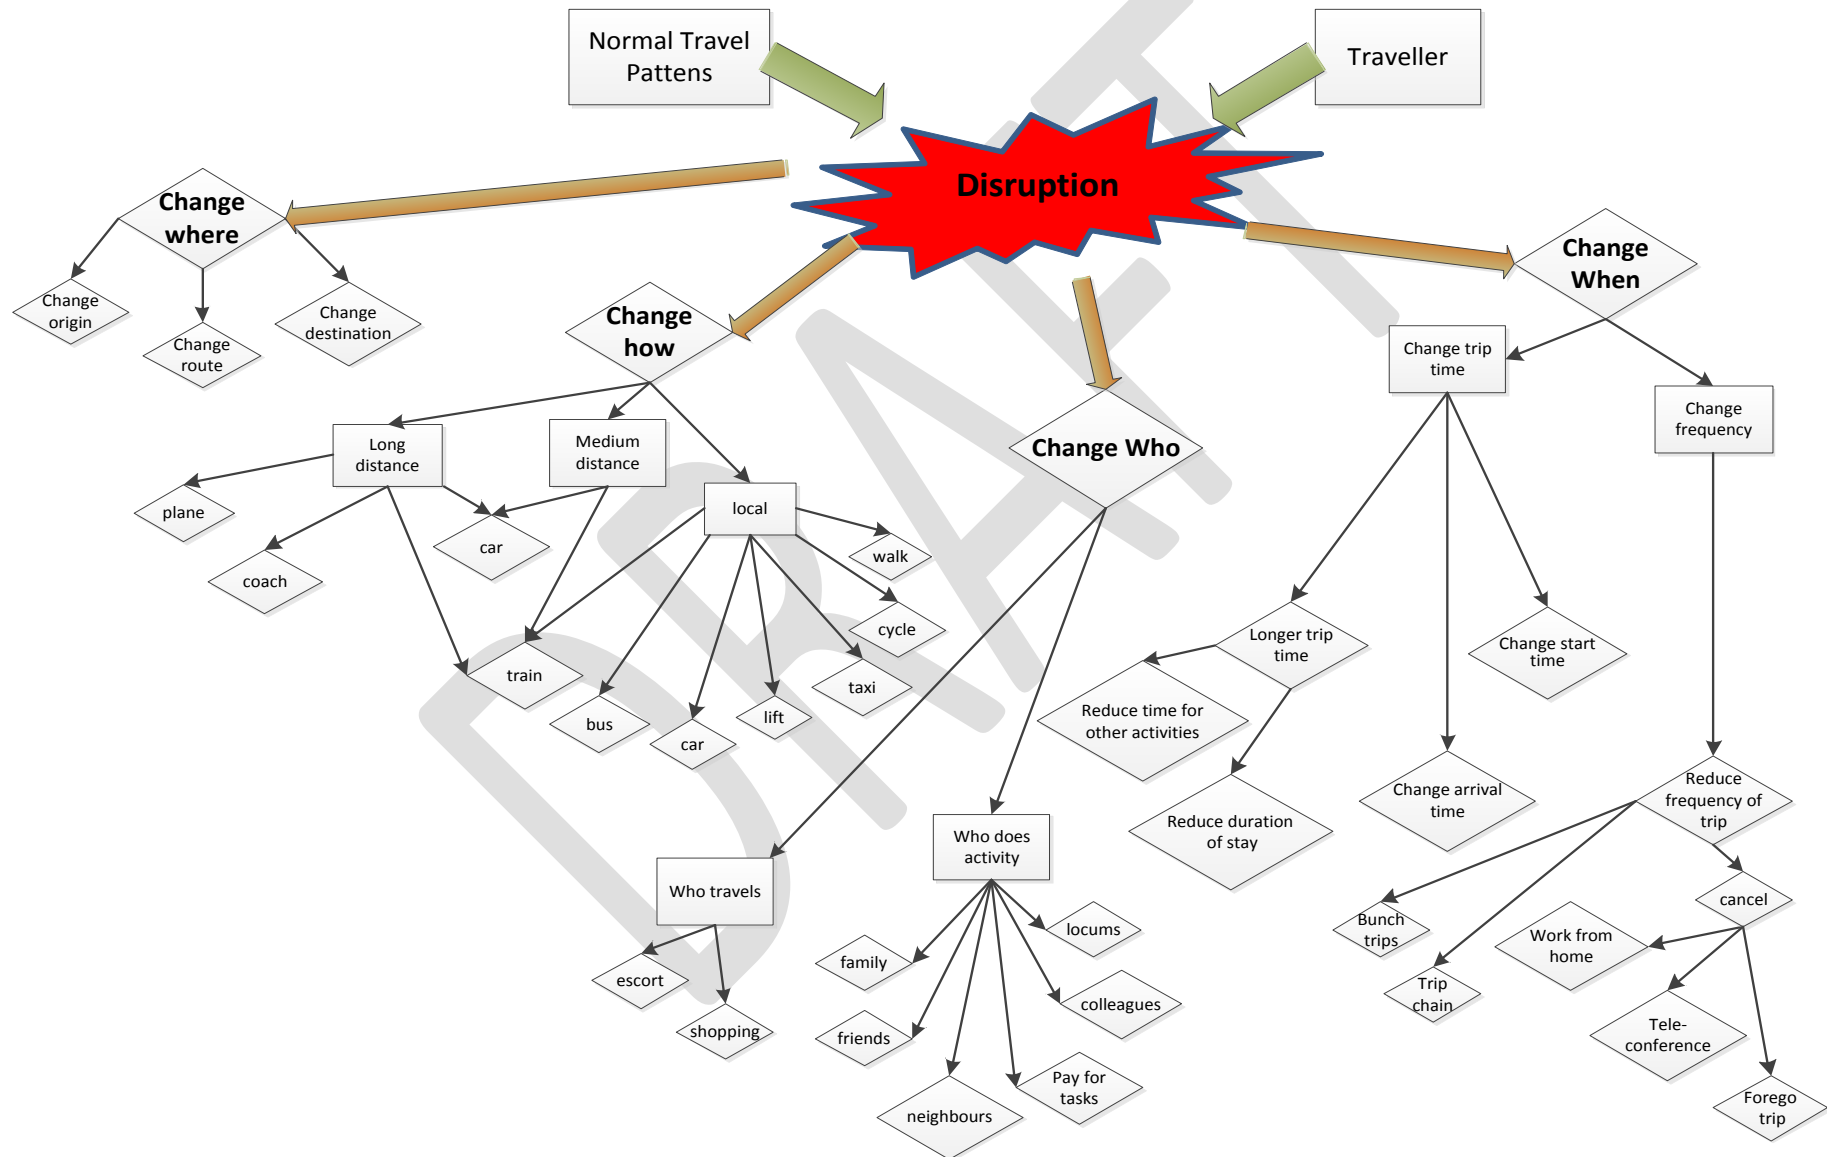 Normal Travel
Pattens
Traveller
Disruption
Change
where
Change
origin
Change
route
Change
destination
Change
how
Long
distance
Medium
distance
local
plane
coach
car
train
bus
car
lift
taxi
cycle
walk
Change Who
Who travels
escort
shopping
Who does
activity
family
friends
neighbours
Pay for
tasks
colleagues
locums
Change
When
Change trip
time
Change
frequency
Longer trip
time
Reduce time for
other activities
Reduce duration
of stay
Change arrival
time
Change start
time
Reduce
frequency of
trip
Bunch
trips
Trip
chain
cancel
Work from
home
Tele-
conference
Forego
trip
DRAFT